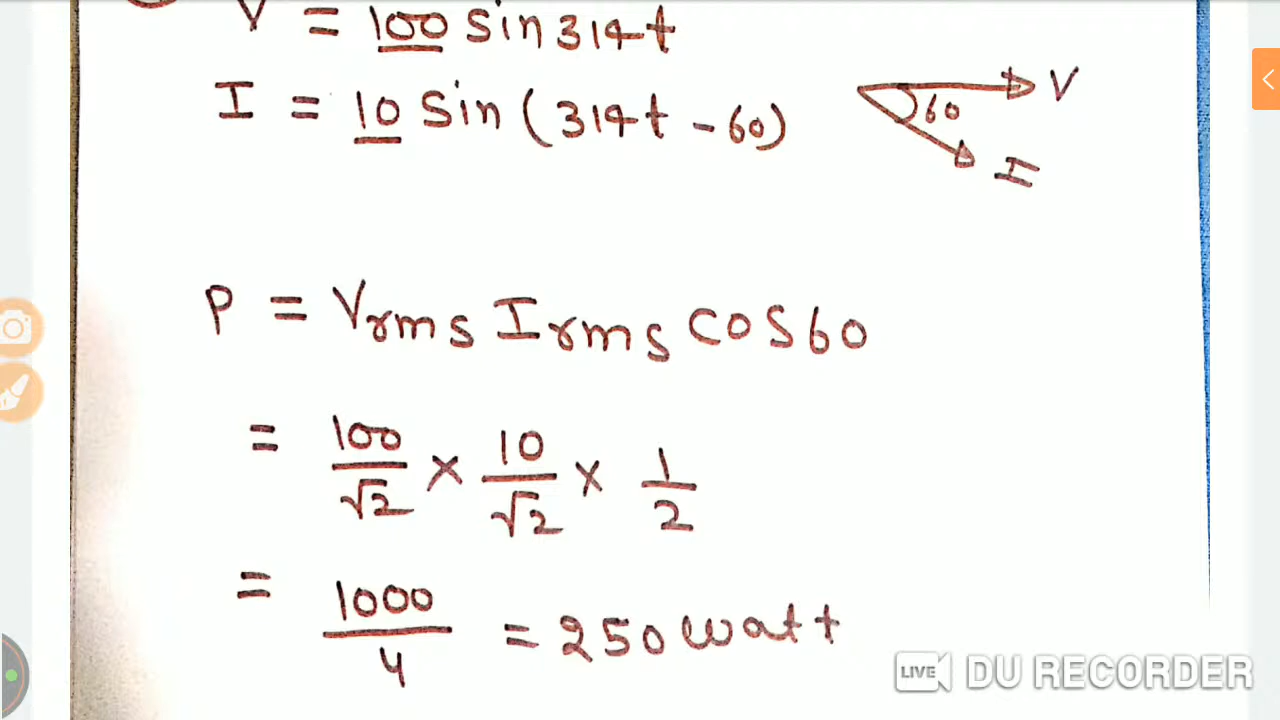 V = 100 sin 314t
I = 10 sin (314t - 60)
V
60
I
P = Vrms Irms cos 60
= 100/√2 × 10/√2 × 1/2
= 1000/4 = 250 watt
LIVE DU RECORDER